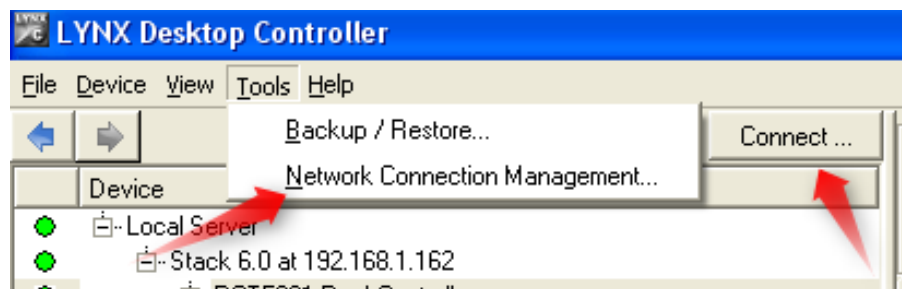 LYNX Desktop Controller
File Device View Tools Help
Backup / Restore...
Connect ...
Network Connection Management...
Device
Local Server
Stack 6.0 at 192.168.1.162